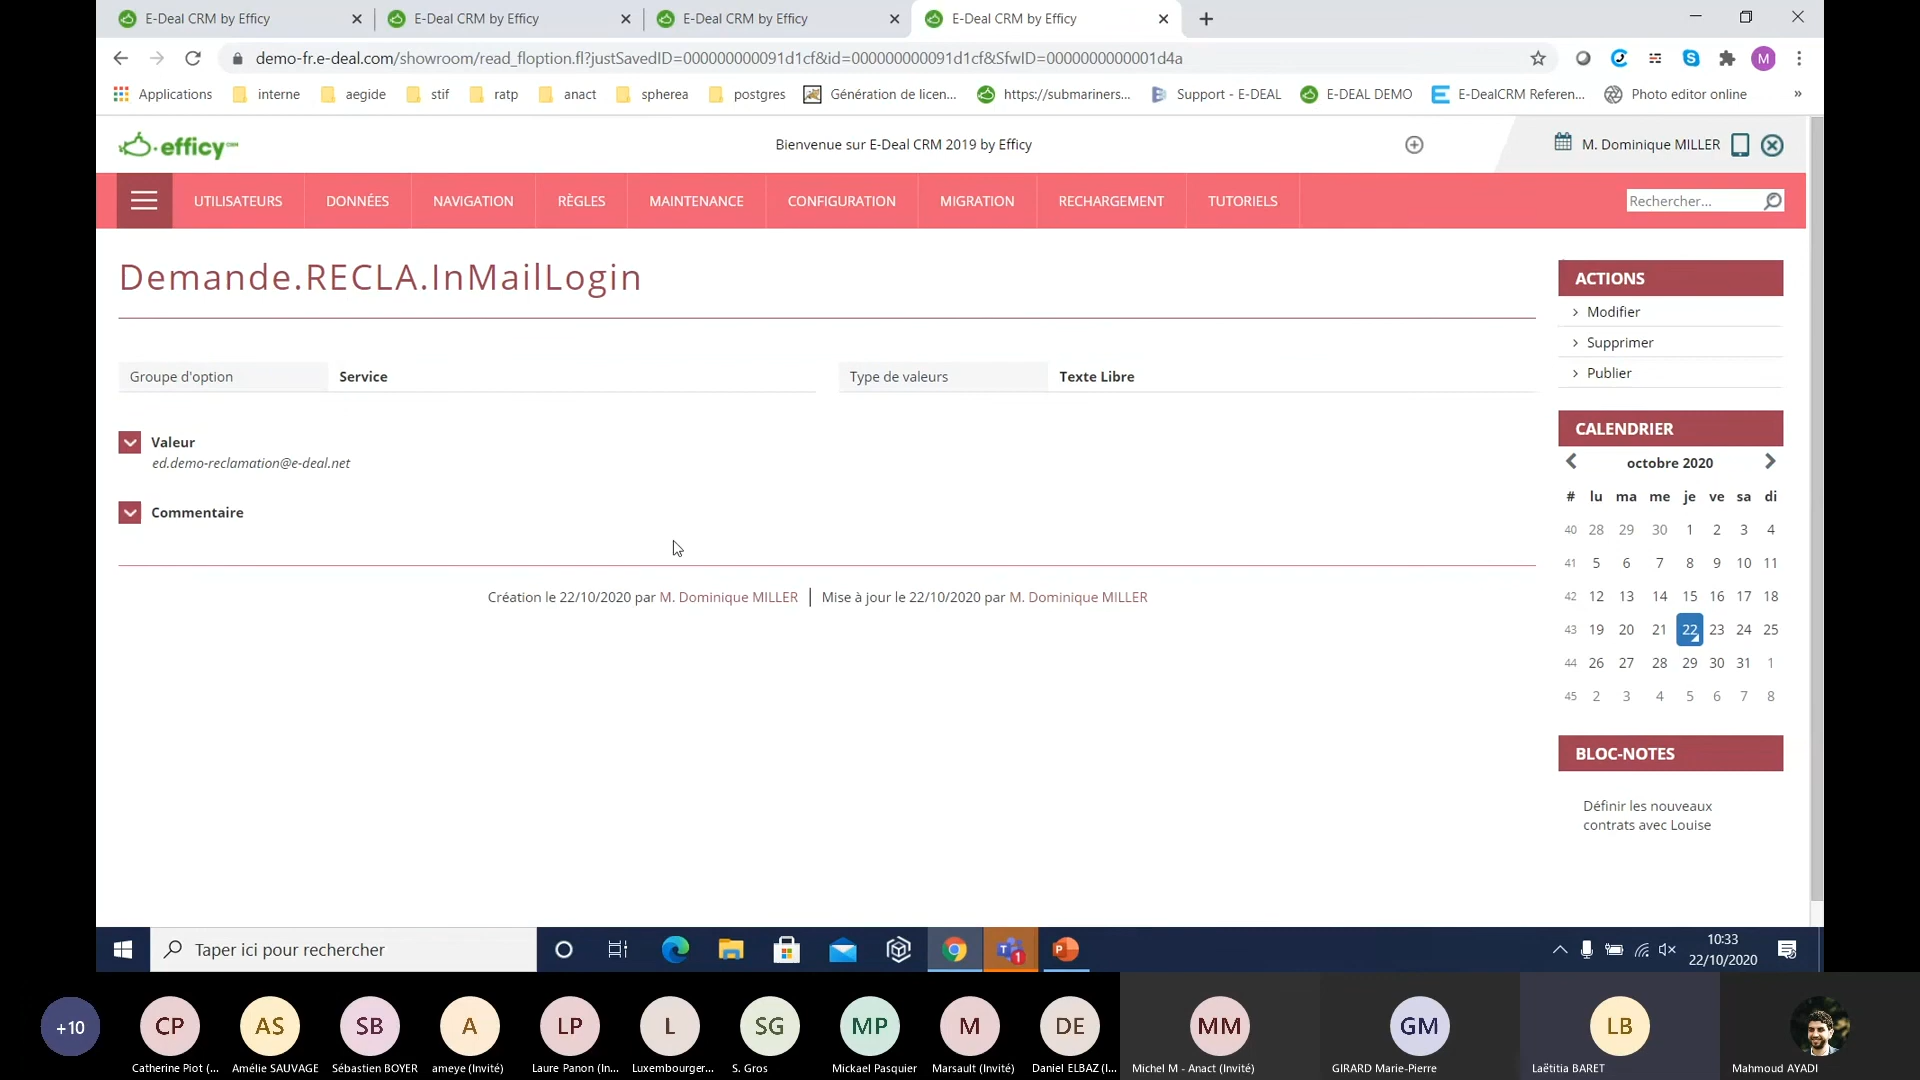 E-Deal CRM by Efficy
E-Deal CRM by Efficy
E-Deal CRM by Efficy
E-Deal CRM by Efficy
demo-fr.e-deal.com/showroom/read_floption.fl?justSavedID=000000000091d1cf&id=000000000091d1cf&SfwID=0000000000001d4a
M
Applications
interne
aegide
stif
ratp
anact
spherea
postgres
Génération de licen...
https://submariners...
Support - E-DEAL
E-DEAL DEMO
E-DealCRM Referen...
Photo editor online
»
efficy CRM
Bienvenue sur E-Deal CRM 2019 by Efficy
M. Dominique MILLER
UTILISATEURS
DONNÉES
NAVIGATION
RÈGLES
MAINTENANCE
CONFIGURATION
MIGRATION
RECHARGEMENT
TUTORIELS
Rechercher...
Demande.RECLA.InMailLogin
Groupe d'option
Service
Type de valeurs
Texte Libre
Valeur
ed.demo-reclamation@e-deal.net
Commentaire
Création le 22/10/2020 par M. Dominique MILLER | Mise à jour le 22/10/2020 par M. Dominique MILLER
ACTIONS
Modifier
Supprimer
Publier
CALENDRIER
octobre 2020
# lu ma me je ve sa di
40 28 29 30 1 2 3 4
41 5 6 7 8 9 10 11
42 12 13 14 15 16 17 18
43 19 20 21 22 23 24 25
44 26 27 28 29 30 31 1
45 2 3 4 5 6 7 8
BLOC-NOTES
Définir les nouveaux
contrats avec Louise
Taper ici pour rechercher
1
10:33
22/10/2020
+10
CP
AS
SB
A
LP
L
SG
MP
M
DE
MM
GM
LB
Catherine Piot (...
Amélie SAUVAGE
Sébastien BOYER
ameye (Invité)
Laure Panon (In...
Luxembourger...
S. Gros
Mickael Pasquier
Marsault (Invité)
Daniel ELBAZ (I...
Michel M - Anact (Invité)
GIRARD Marie-Pierre
Laëtitia BARET
Mahmoud AYADI